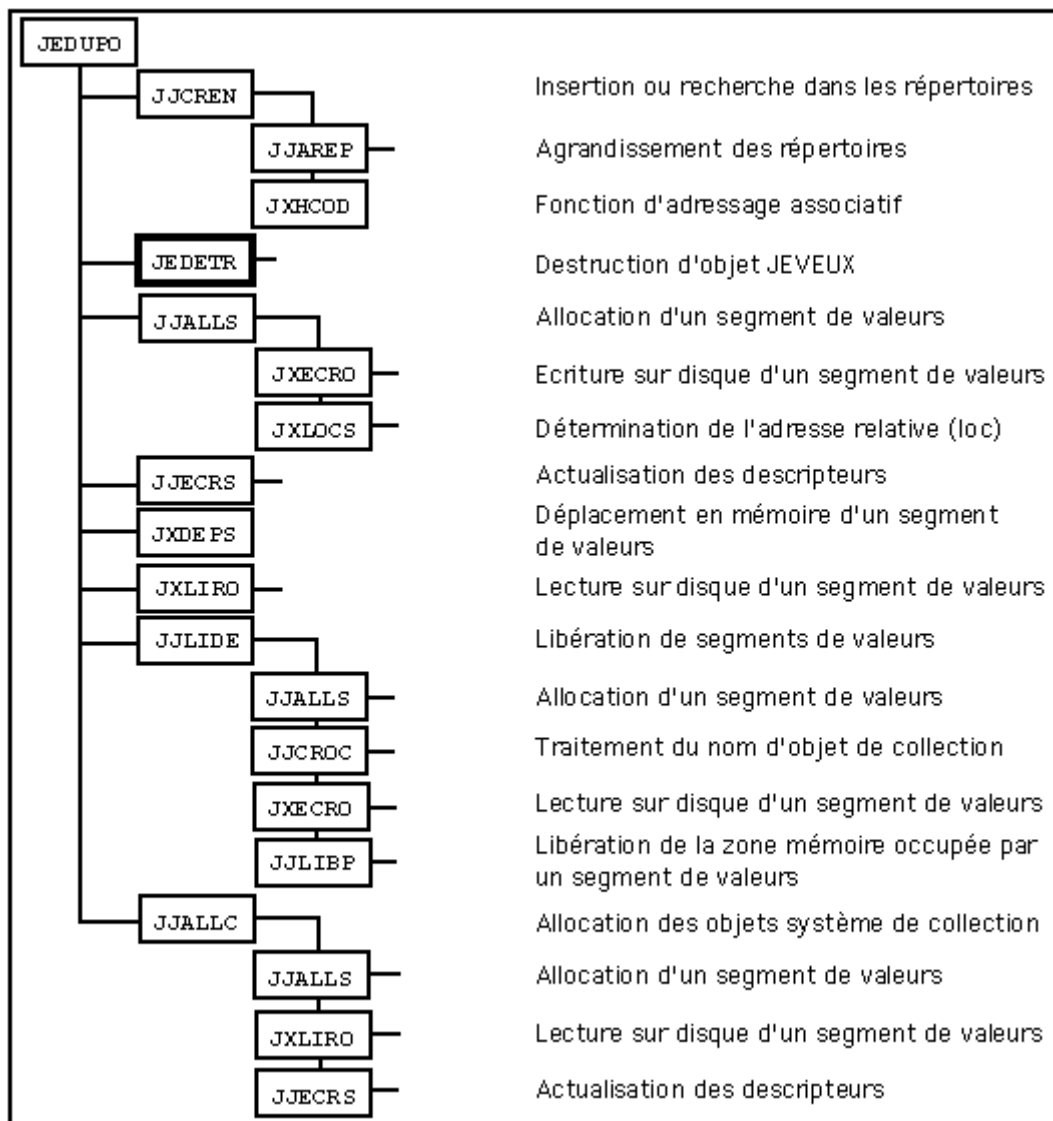 JEDUPO
JJCREN Insertion ou recherche dans les répertoires
JJAREP Agrandissement des répertoires
JXHCOD Fonction d'adressage associatif
JEDETR Destruction d'objet JEVEUX
JJALLS Allocation d'un segment de valeurs
JXECRO Ecriture sur disque d'un segment de valeurs
JXLOCS Détermination de l'adresse relative (loc)
JJECRS Actualisation des descripteurs
JXDEPS Déplacement en mémoire d'un segment
de valeurs
JXLIRO Lecture sur disque d'un segment de valeurs
JJLIDE Libération de segments de valeurs
JJALLS Allocation d'un segment de valeurs
JJCROC Traitement du nom d'objet de collection
JXECRO Lecture sur disque d'un segment de valeurs
JJLIBP Libération de la zone mémoire occupée par
un segment de valeurs
JJALLC Allocation des objets système de collection
JJALLS Allocation d'un segment de valeurs
JXLIRO Lecture sur disque d'un segment de valeurs
JJECRS Actualisation des descripteurs